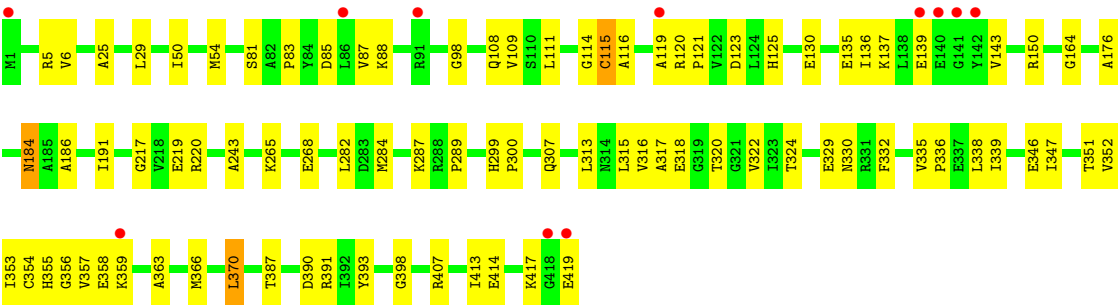 M1 R5 V6 A25 L29 I50 M54 S81 A82 P83 Y84 D85 L86 V87 K88 R91 G98 Q108 V109 S110 L111 G114 C115 A116 A119 R120 P121 V122 D123 L124 H125 E130 E135 I136 K137 L138 E139 E140 G141 Y142 V143 R150 G164 A176
N184 A185 A186 I191 G217 V218 E219 R220 A243 K265 E268 L282 D283 M284 K287 R288 P289 H299 P300 Q307 L313 N314 L315 V316 A317 E318 G319 T320 G321 V322 I323 T324 E329 N330 R331 F332 V335 P336 E337 L338 I339 E346 I347 T351 V352
I353 C354 H355 G356 V357 E358 K359 A363 M366 L370 T387 D390 R391 I392 Y393 G398 R407 I413 E414 K417 G418 E419